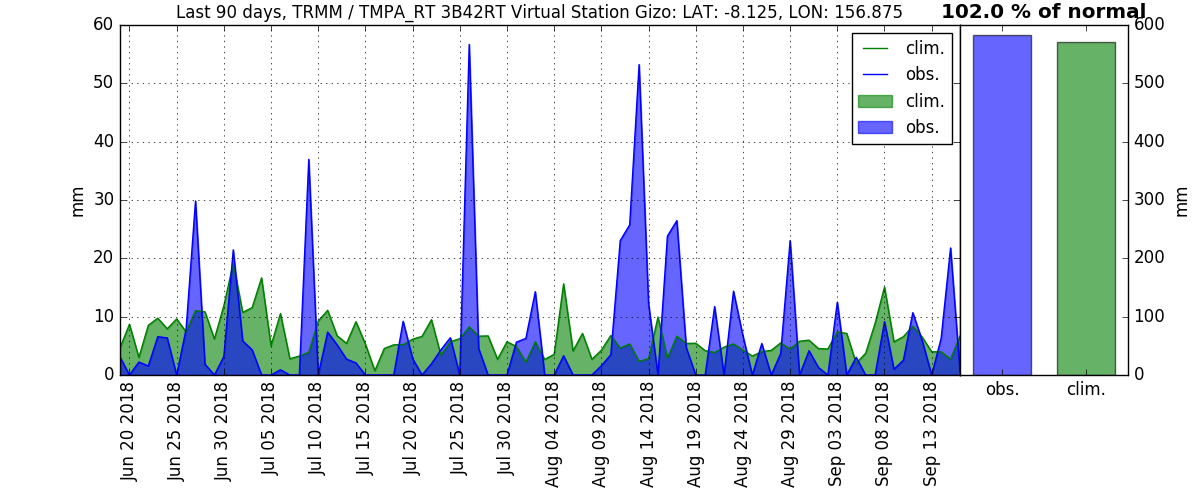 Last 90 days, TRMM / TMPA_RT 3B42RT Virtual Station Gizo: LAT: -8.125, LON: 156.875
102.0 % of normal
60
50
40
30
20
10
0
mm
clim.
obs.
clim.
obs.
Jun 20 2018
Jun 25 2018
Jun 30 2018
Jul 05 2018
Jul 10 2018
Jul 15 2018
Jul 20 2018
Jul 25 2018
Jul 30 2018
Aug 04 2018
Aug 09 2018
Aug 14 2018
Aug 19 2018
Aug 24 2018
Aug 29 2018
Sep 03 2018
Sep 08 2018
Sep 13 2018
600
500
400
300
200
100
0
mm
obs.
clim.